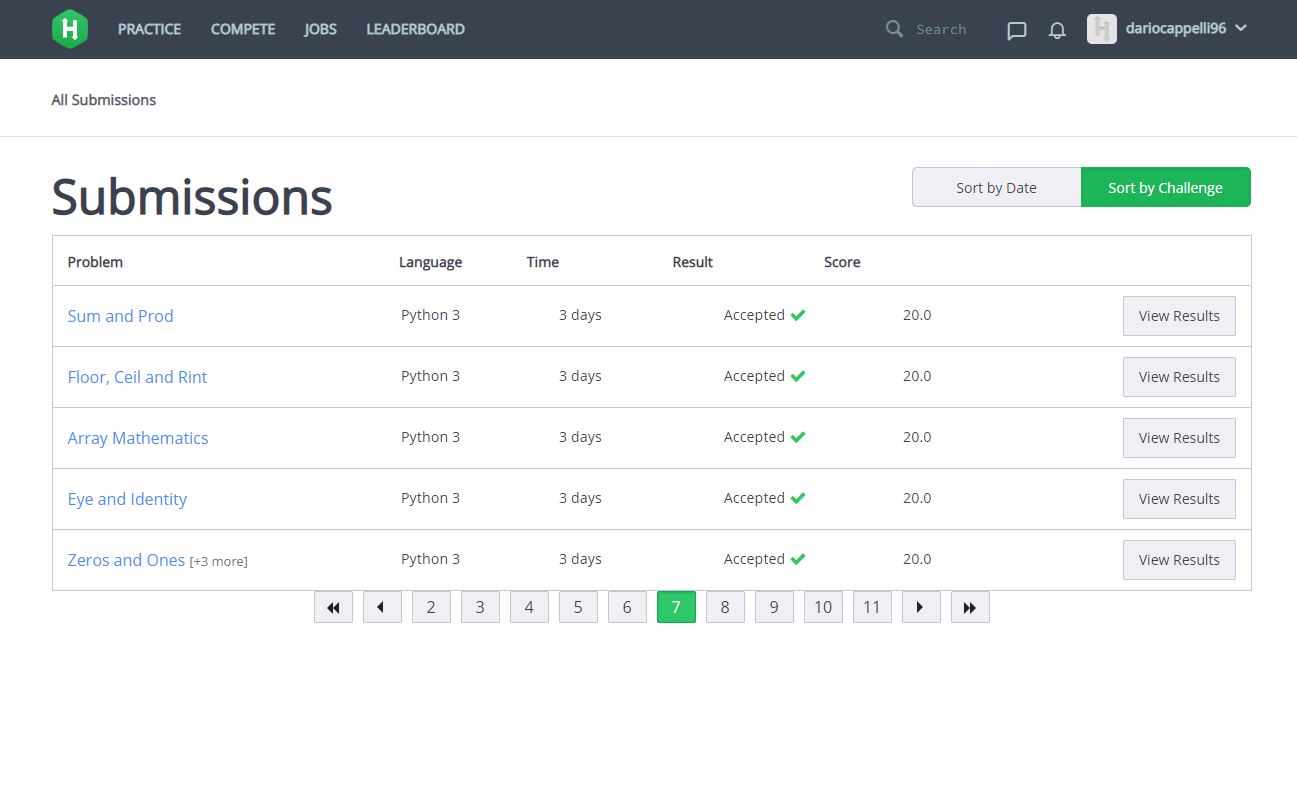 H PRACTICE COMPETE JOBS LEADERBOARD Search dariocappelli96
All Submissions
Submissions Sort by Date Sort by Challenge
Problem Language Time Result Score
Sum and Prod Python 3 3 days Accepted 20.0 View Results
Floor, Ceil and Rint Python 3 3 days Accepted 20.0 View Results
Array Mathematics Python 3 3 days Accepted 20.0 View Results
Eye and Identity Python 3 3 days Accepted 20.0 View Results
Zeros and Ones [+3 more] Python 3 3 days Accepted 20.0 View Results
2 3 4 5 6 7 8 9 10 11